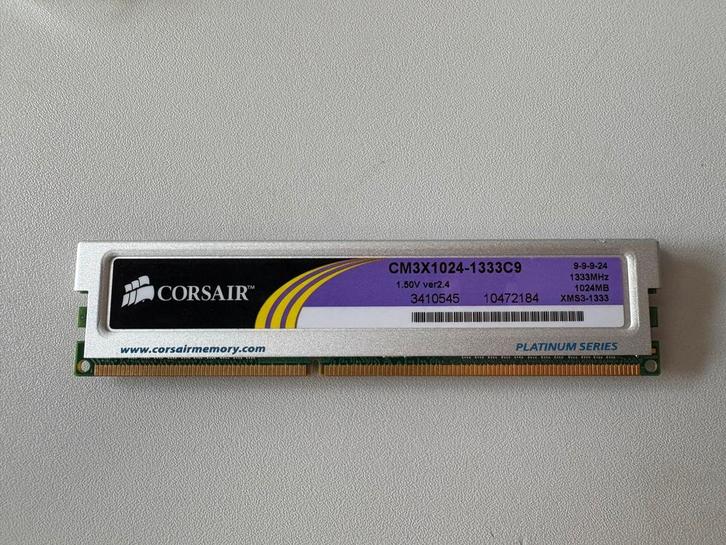 CORSAIR™
CM3X1024-1333C9
1.50V ver2.4
3410545 10472184
9-9-9-24
1333MHz
1024MB
XMS3-1333
www.corsairmemory.com
PLATINUM SERIES